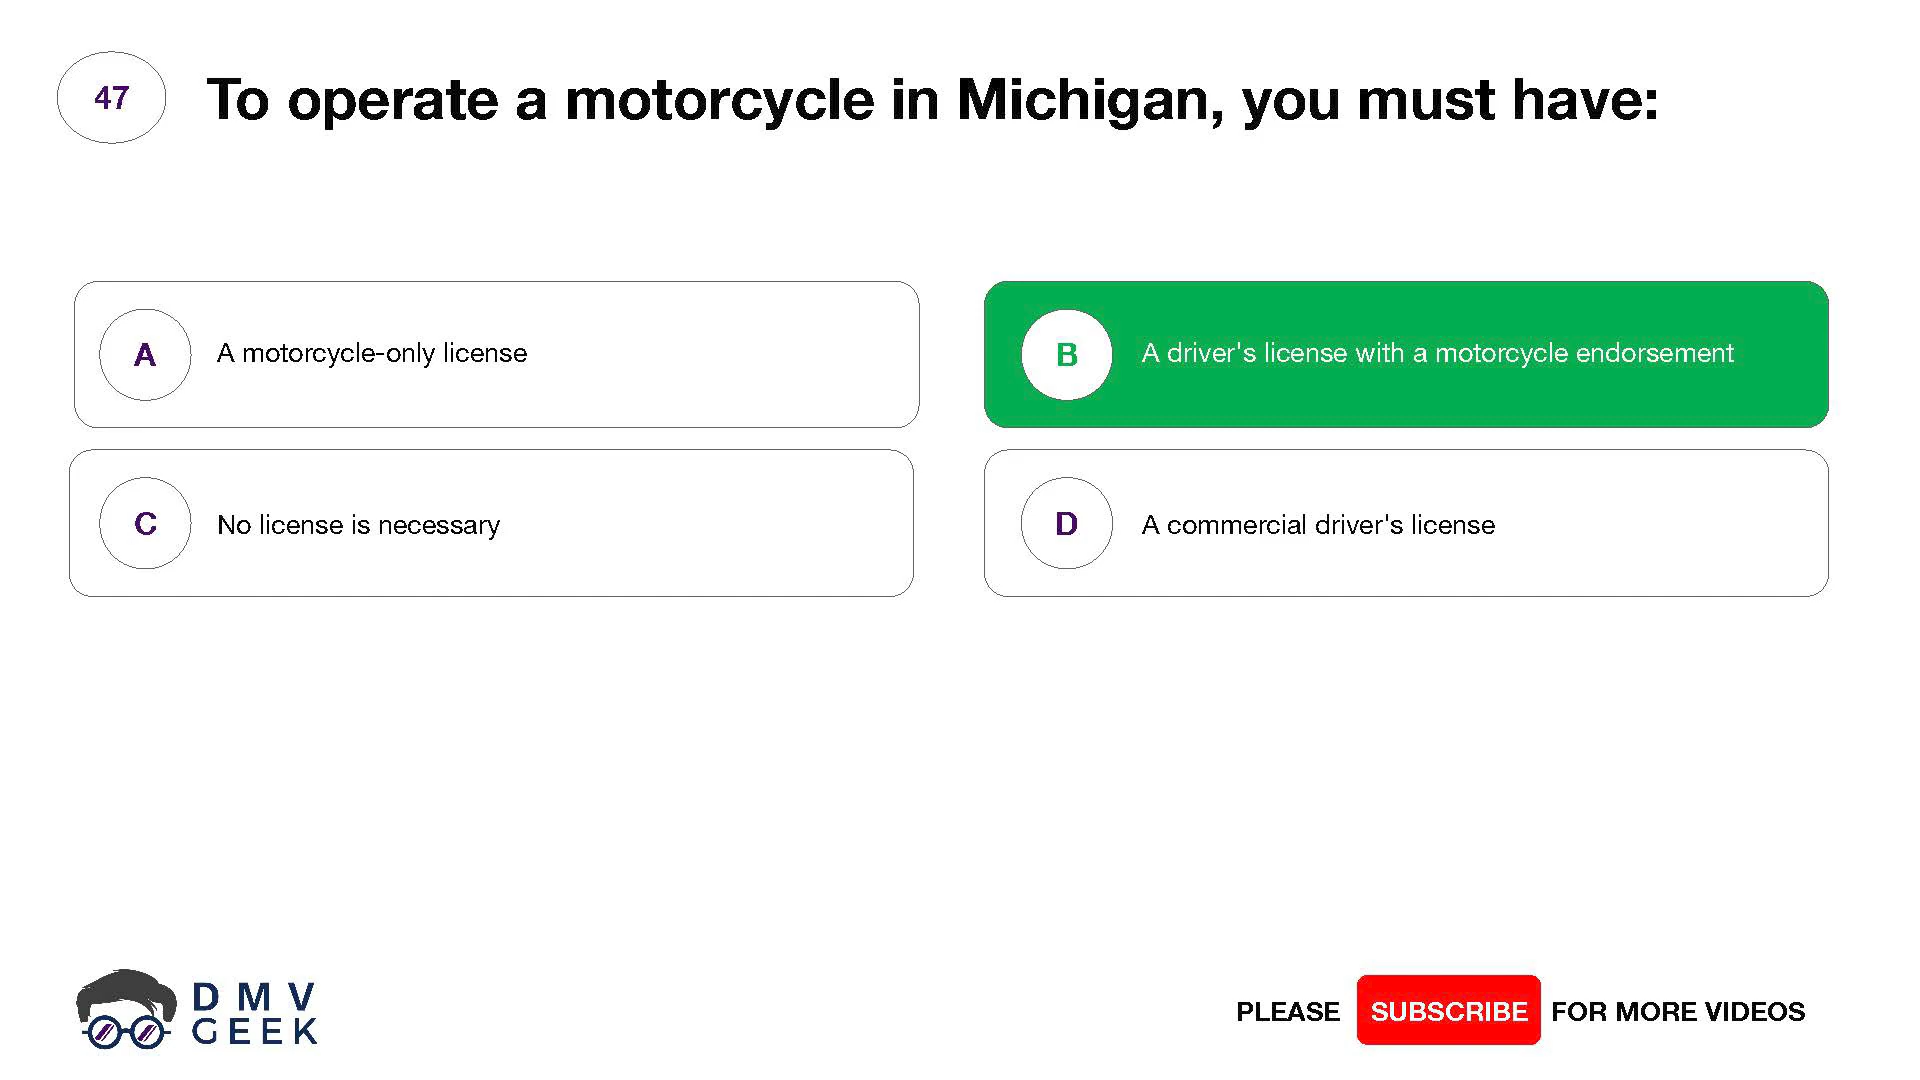 47
To operate a motorcycle in Michigan, you must have:
A
A motorcycle-only license
B
A driver's license with a motorcycle endorsement
C
No license is necessary
D
A commercial driver's license
DMV
GEEK
PLEASE SUBSCRIBE FOR MORE VIDEOS